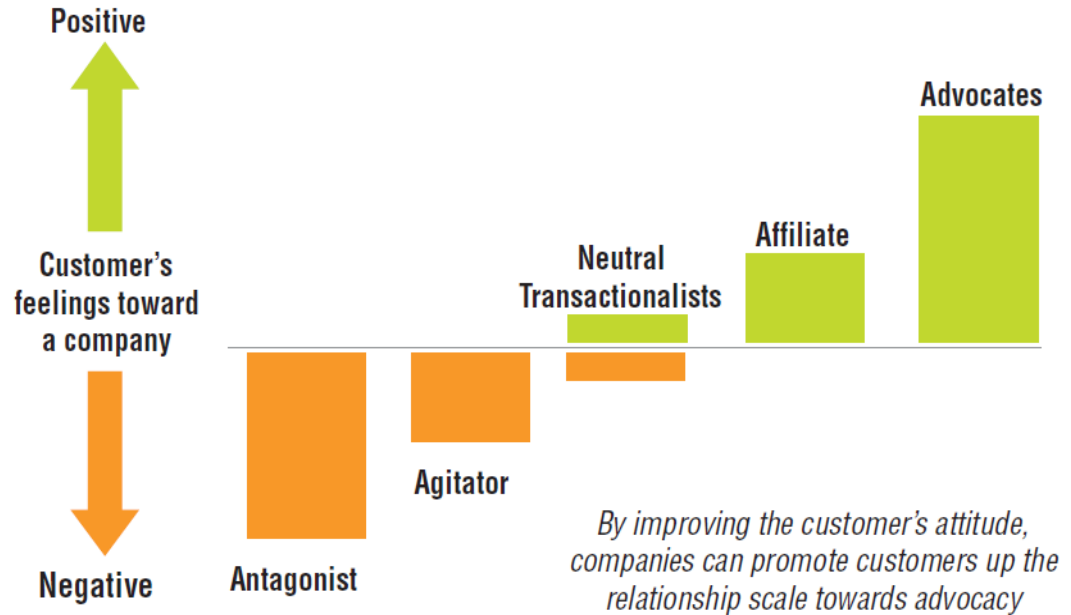 Positive
Advocates
Affiliate
Neutral
Transactionalists
Customer’s
feelings toward
a company
Agitator
Antagonist
Negative
By improving the customer’s attitude,
companies can promote customers up the
relationship scale towards advocacy